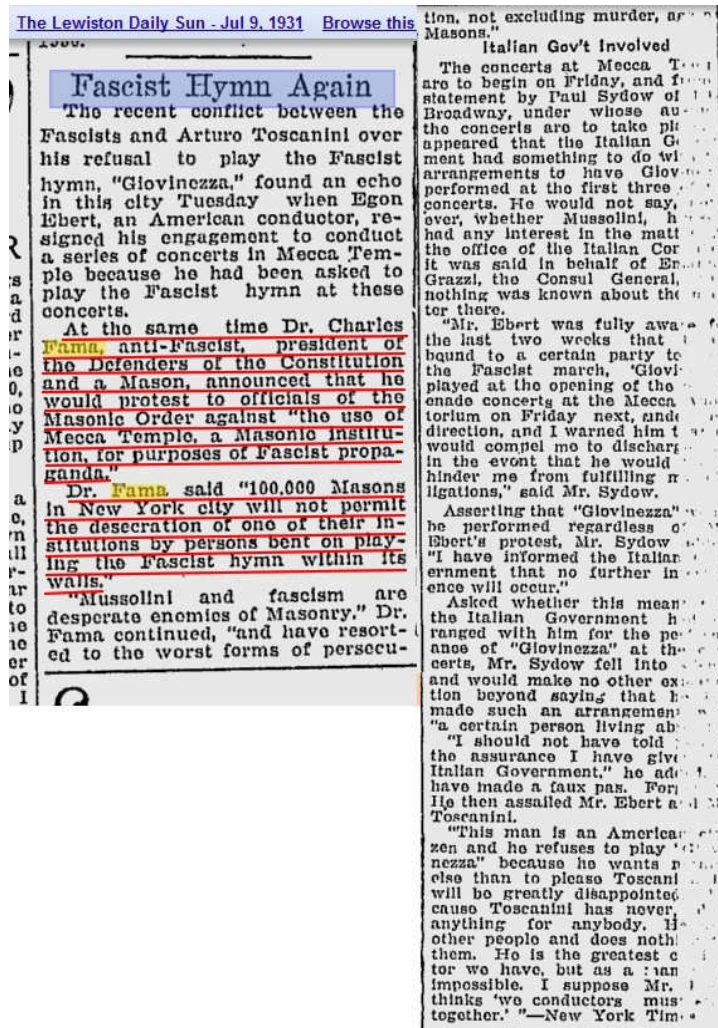 The Lewiston Daily Sun - Jul 9, 1931 Browse this
Fascist Hymn Again
The recent conflict between the
Fascists and Arturo Toscanini over
his refusal to play the Fascist
hymn, "Giovinezza," found an echo
in this city Tuesday when Egon
Ebert, an American conductor, re-
signed his engagement to conduct
a series of concerts in Mecca Tem-
ple because he had been asked to
play the Fascist hymn at these
concerts.
At the same time Dr. Charles
Fama, anti-Fascist, president of
the Defenders of the Constitution
and a Mason, announced that he
would protest to officials of the
Masonic Order against "the use of
Mecca Temple, a Masonic institu-
tion, for purposes of Fascist propa-
ganda."
Dr. Fama said "100,000 Masons
in New York city will not permit
the desecration of one of their in-
stitutions by persons bent on play-
ing the Fascist hymn within its
walls."
"Mussolini and fascism are
desperate enemies of Masonry," Dr.
Fama continued, "and have resort-
ed to the worst forms of persecu-
tion, not excluding murder,
Masons."
Italian Gov't Involved
The concerts at Mecca
are to begin on Friday, and
statement by Paul Sydow of
Broadway, under whose
the concerts are to take
appeared that the Italian
ment had something to do
arrangements to have
performed at the first three
concerts. He would not say,
ever, whether Mussolini,
had any interest in the
the office of the Italian
it was said in behalf of
Grazzi, the Consul General,
nothing was known about the
ter there.
"Mr. Ebert was fully
the last two weeks that
bound to a certain party to
the Fascist march,
played at the opening of the
enade concerts at the Mecca
torium on Friday next,
direction, and I warned him
would compel me to
in the event that he would
hinder me from fulfilling
ligations," said Mr. Sydow.
Asserting that "Giovinezza"
be performed regardless of
Ebert's protest, Mr. Sydow
"I have informed the Italian
ernment that no further
ence will occur."
Asked whether this
the Italian Government
ranged with him for the
ance of "Giovinezza" at
certs, Mr. Sydow fell into
and would make no other
tion beyond saying that
made such an
"a certain person living
"I should not have told
the assurance I have
Italian Government," he
have made a faux pas.
He then assailed Mr. Ebert
Toscanini.
"This man is an
zen and he refuses to play
nezza" because he wants
else than to please
will be greatly disappointed
cause Toscanini has never,
anything for anybody.
other people and does
them. He is the greatest
tor we have, but as a man
impossible. I suppose Mr.
thinks 'we conductors
together.' "—New York